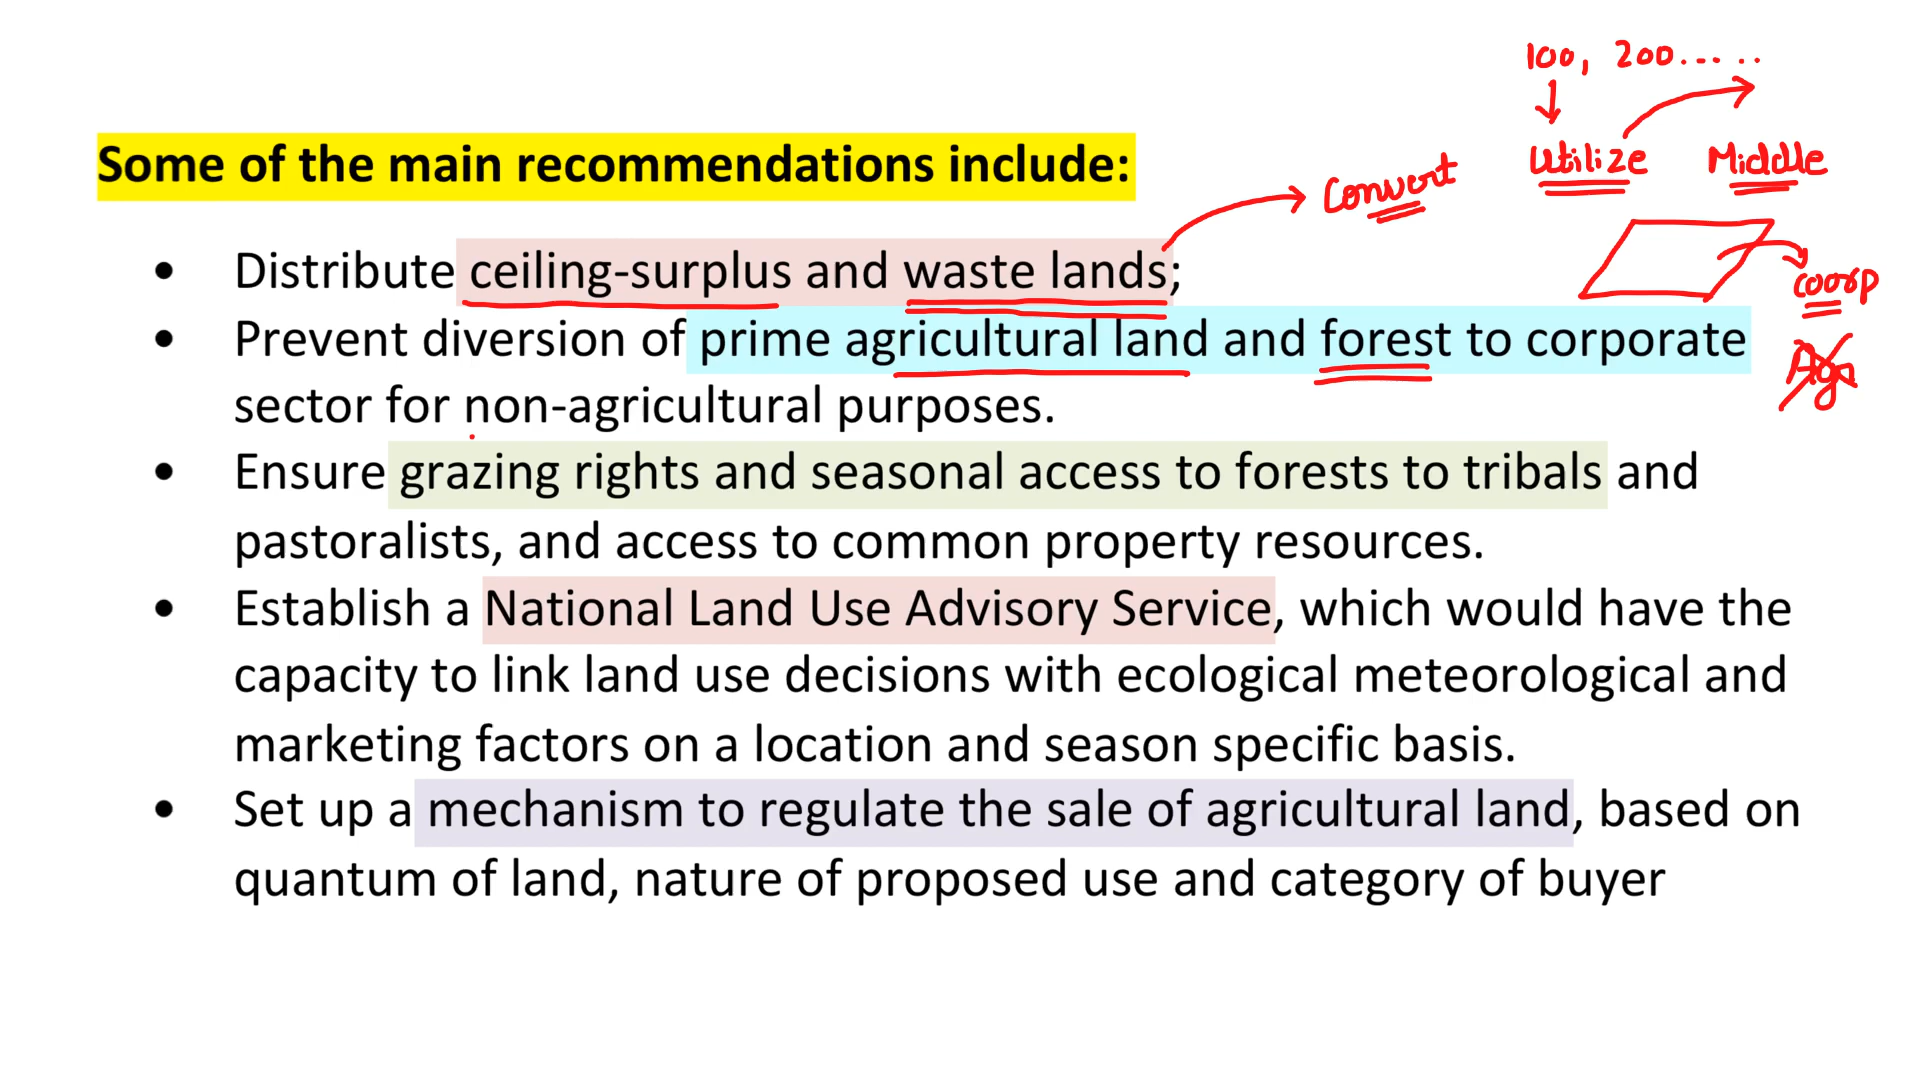 100, 200.....
Utilize Middle
Convert
Some of the main recommendations include:
• Distribute ceiling-surplus and waste lands;
coorp
• Prevent diversion of prime agricultural land and forest to corporate
Agri
sector for non-agricultural purposes.
• Ensure grazing rights and seasonal access to forests to tribals and
pastoralists, and access to common property resources.
• Establish a National Land Use Advisory Service, which would have the
capacity to link land use decisions with ecological meteorological and
marketing factors on a location and season specific basis.
• Set up a mechanism to regulate the sale of agricultural land, based on
quantum of land, nature of proposed use and category of buyer